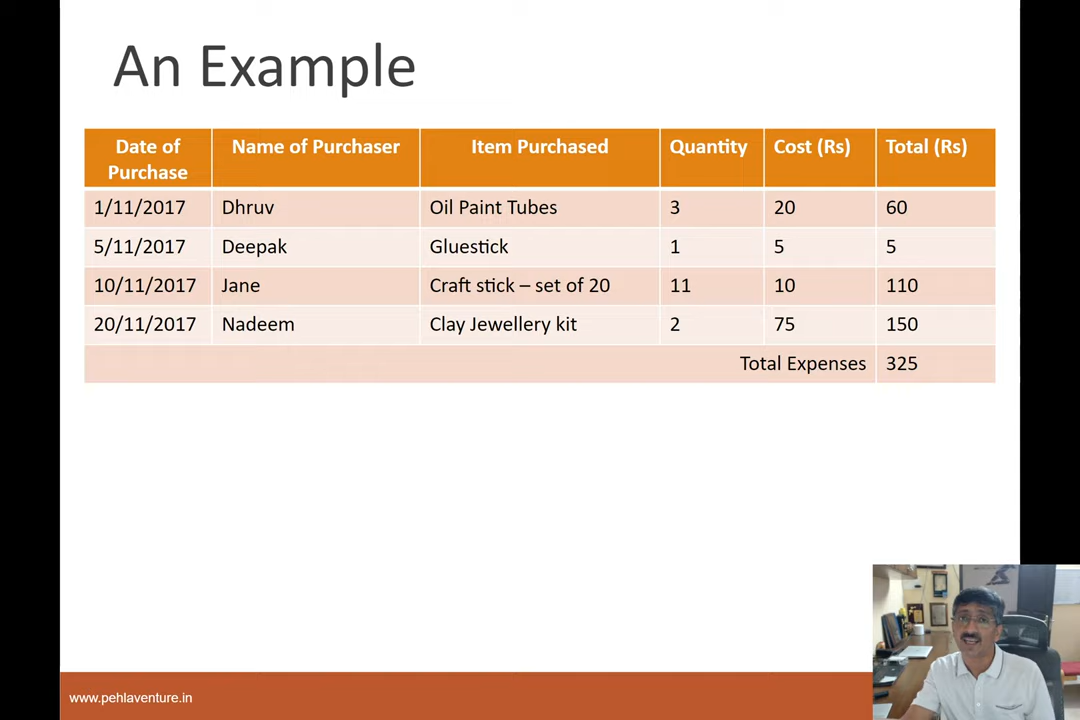 An Example
Date of Purchase Name of Purchaser Item Purchased Quantity Cost (Rs) Total (Rs)
1/11/2017 Dhruv Oil Paint Tubes 3 20 60
5/11/2017 Deepak Gluestick 1 5 5
10/11/2017 Jane Craft stick – set of 20 11 10 110
20/11/2017 Nadeem Clay Jewellery kit 2 75 150
Total Expenses 325
www.pehlaventure.in